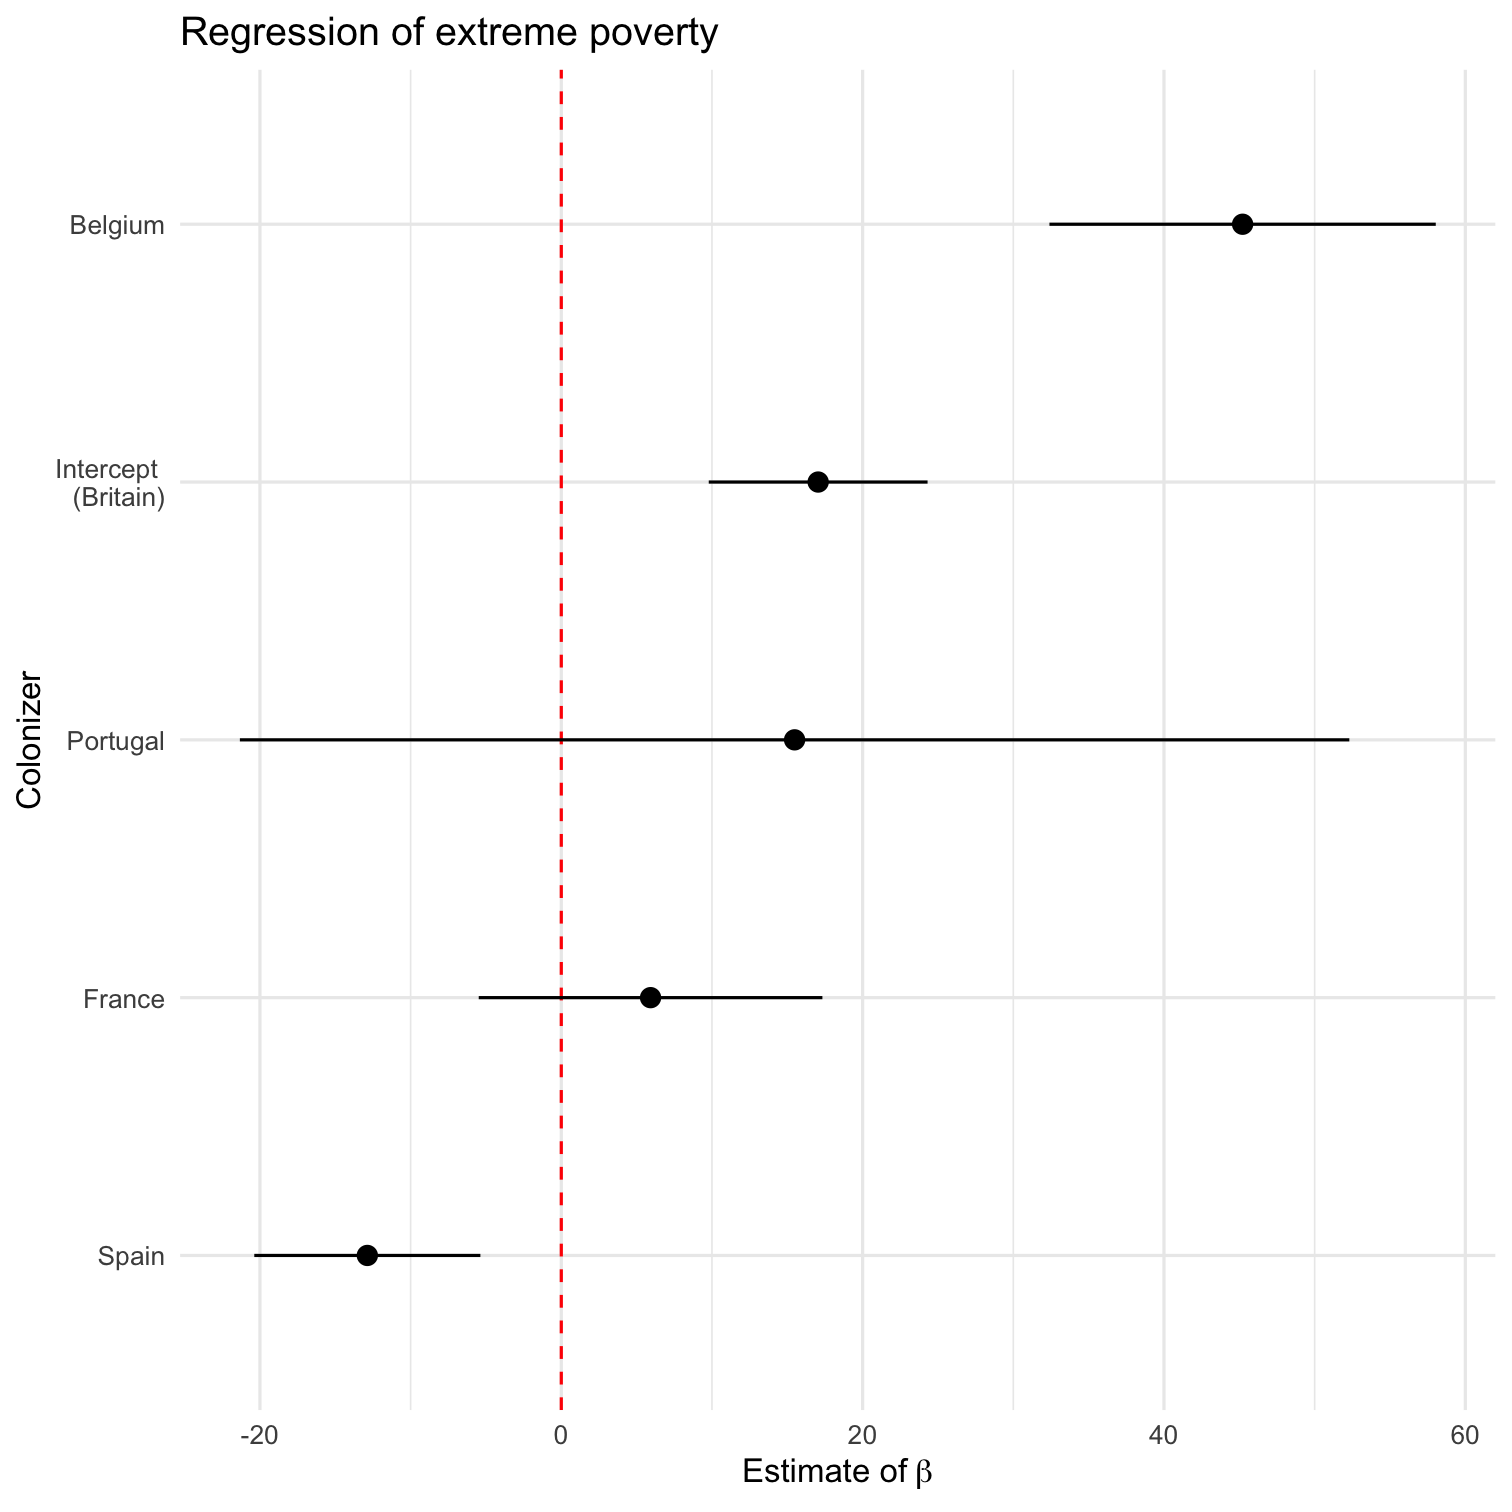 Regression of extreme poverty
Belgium
Intercept
(Britain)
Portugal
France
Spain
Colonizer
-20
0
20
40
60
Estimate of β